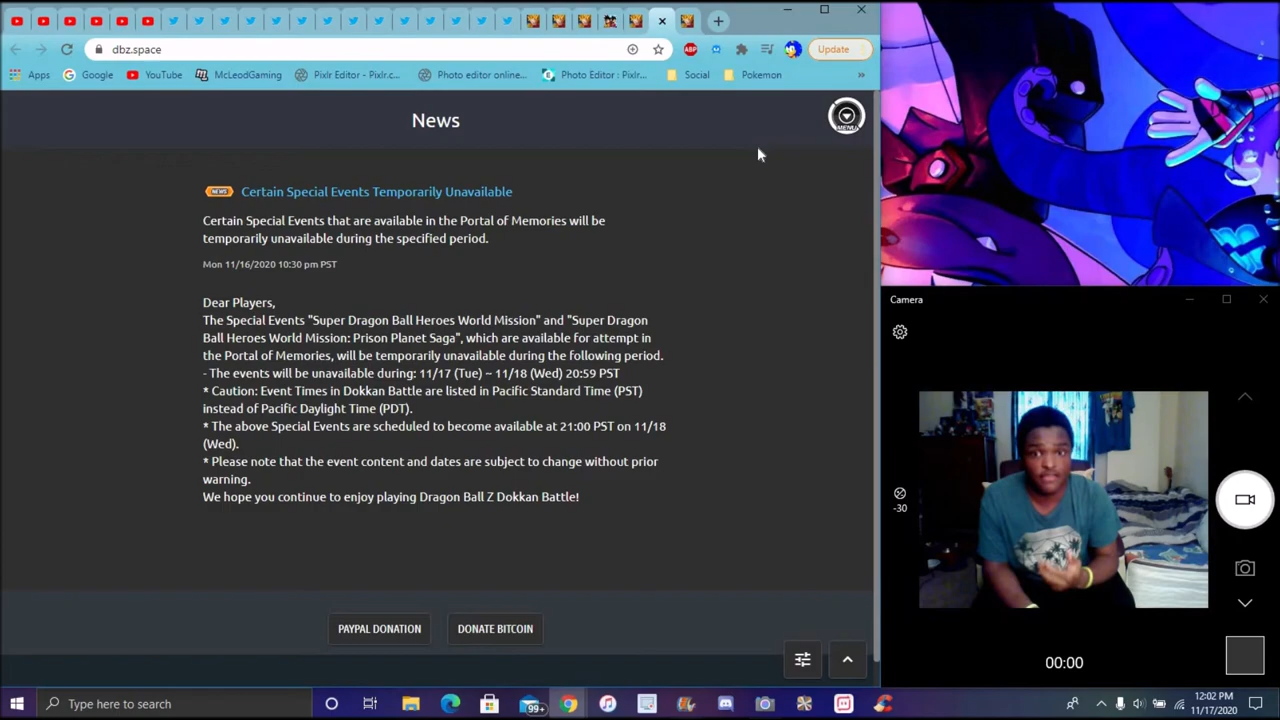 dbz.space
Update
Apps
Google
YouTube
McLeodGaming
Pixlr Editor - Pixlr.c...
Photo editor online...
Photo Editor : Pixlr...
Social
Pokemon
»
News
MENU
NEWS
Certain Special Events Temporarily Unavailable
Certain Special Events that are available in the Portal of Memories will be
temporarily unavailable during the specified period.
Mon 11/16/2020 10:30 pm PST
Dear Players,
The Special Events "Super Dragon Ball Heroes World Mission" and "Super Dragon
Ball Heroes World Mission: Prison Planet Saga", which are available for attempt in
the Portal of Memories, will be temporarily unavailable during the following period.
- The events will be unavailable during: 11/17 (Tue) ~ 11/18 (Wed) 20:59 PST
* Caution: Event Times in Dokkan Battle are listed in Pacific Standard Time (PST)
instead of Pacific Daylight Time (PDT).
* The above Special Events are scheduled to become available at 21:00 PST on 11/18
(Wed).
* Please note that the event content and dates are subject to change without prior
warning.
We hope you continue to enjoy playing Dragon Ball Z Dokkan Battle!
PAYPAL DONATION
DONATE BITCOIN
Camera
-30
00:00
Type here to search
99+
12:02 PM
11/17/2020
ABP